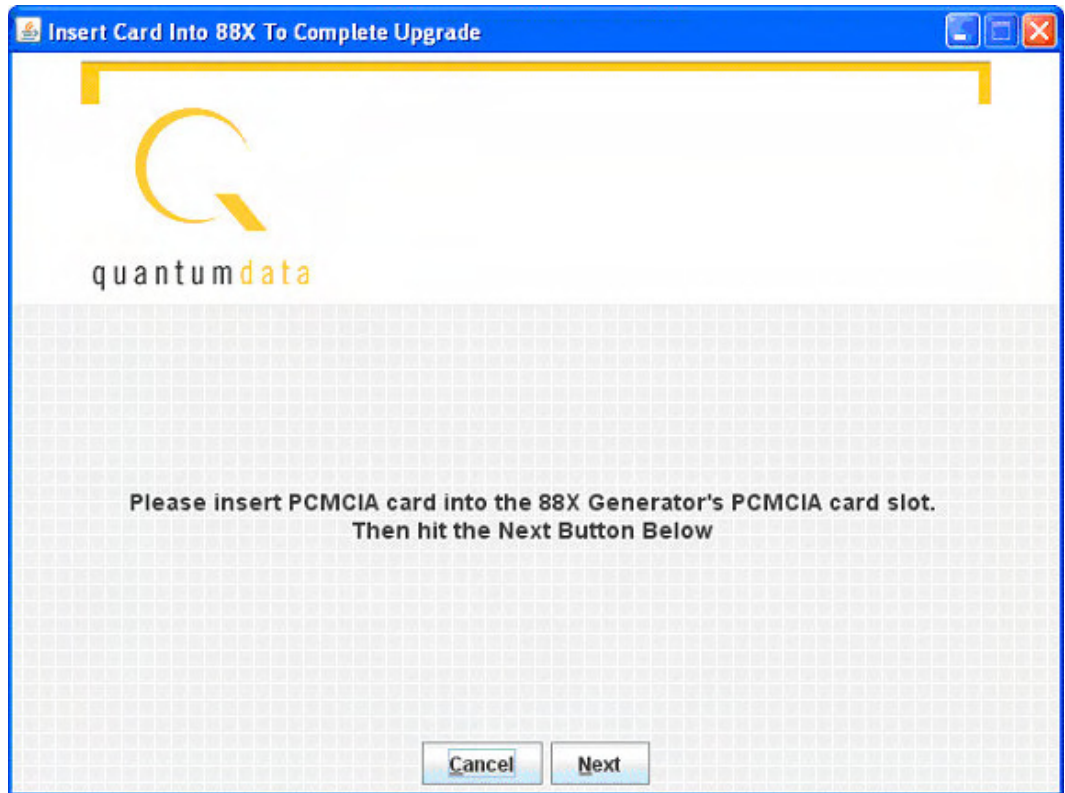 Insert Card Into 88X To Complete Upgrade
quantumdata
Please insert PCMCIA card into the 88X Generator's PCMCIA card slot.
Then hit the Next Button Below
Cancel Next